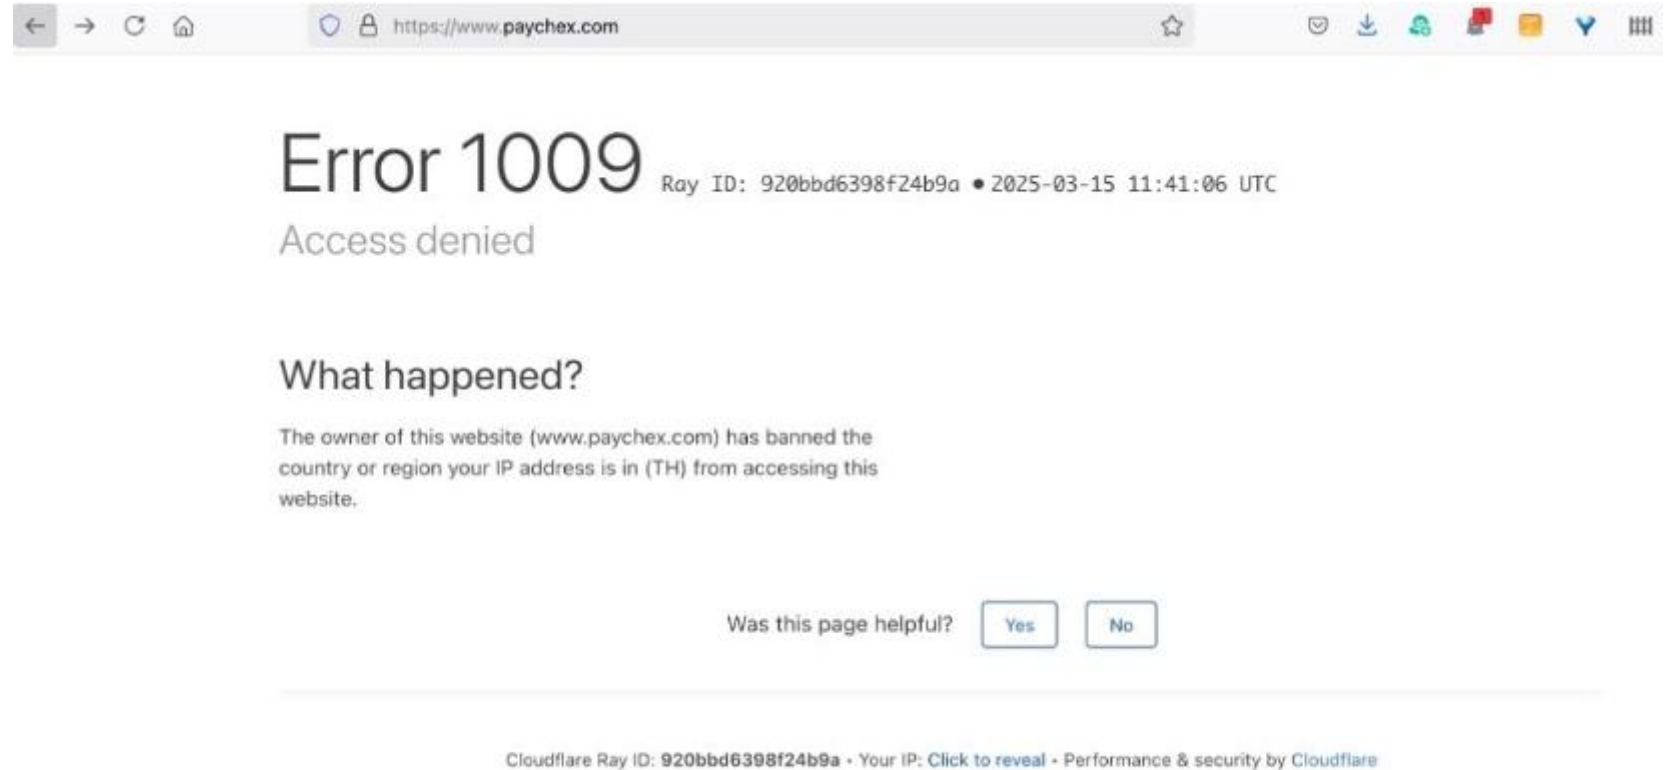 https://www.paychex.com
Error 1009 Ray ID: 920bbd6398f24b9a • 2025-03-15 11:41:06 UTC
Access denied
What happened?
The owner of this website (www.paychex.com) has banned the
country or region your IP address is in (TH) from accessing this
website.
Was this page helpful? Yes No
Cloudflare Ray ID: 920bbd6398f24b9a • Your IP: Click to reveal • Performance & security by Cloudflare